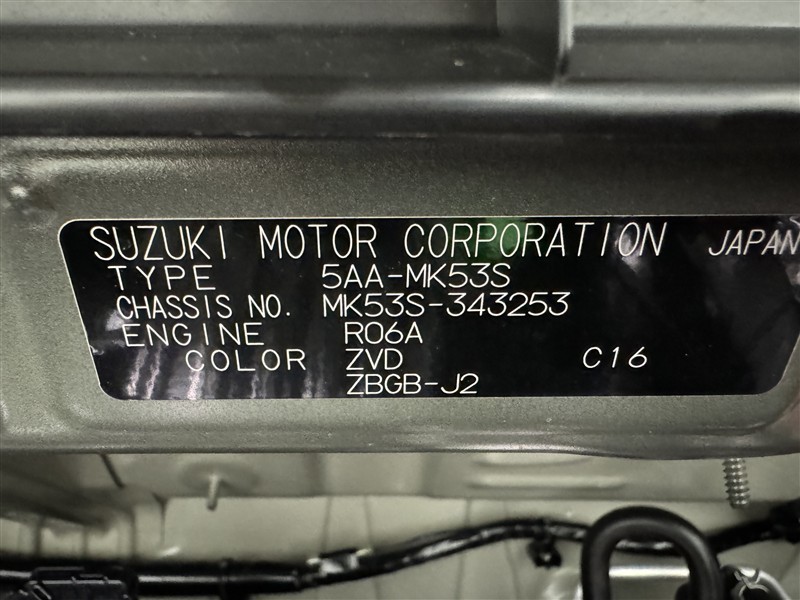 SUZUKI MOTOR CORPORATION JAPAN
TYPE 5AA-MK53S
CHASSIS NO. MK53S-343253
ENGINE R06A
COLOR ZVD C16
ZBGB-J2